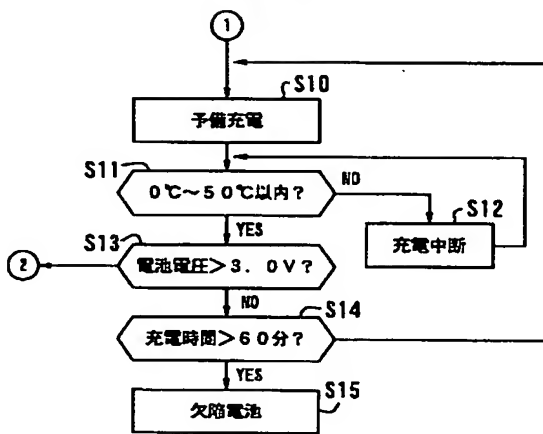 1
S10
予備充電
S11
0℃~50℃以内?
NO
S12
YES
充電中断
S13
2
電池電圧>3.0V?
NO
S14
充電時間>60分?
YES
S15
欠陥電池